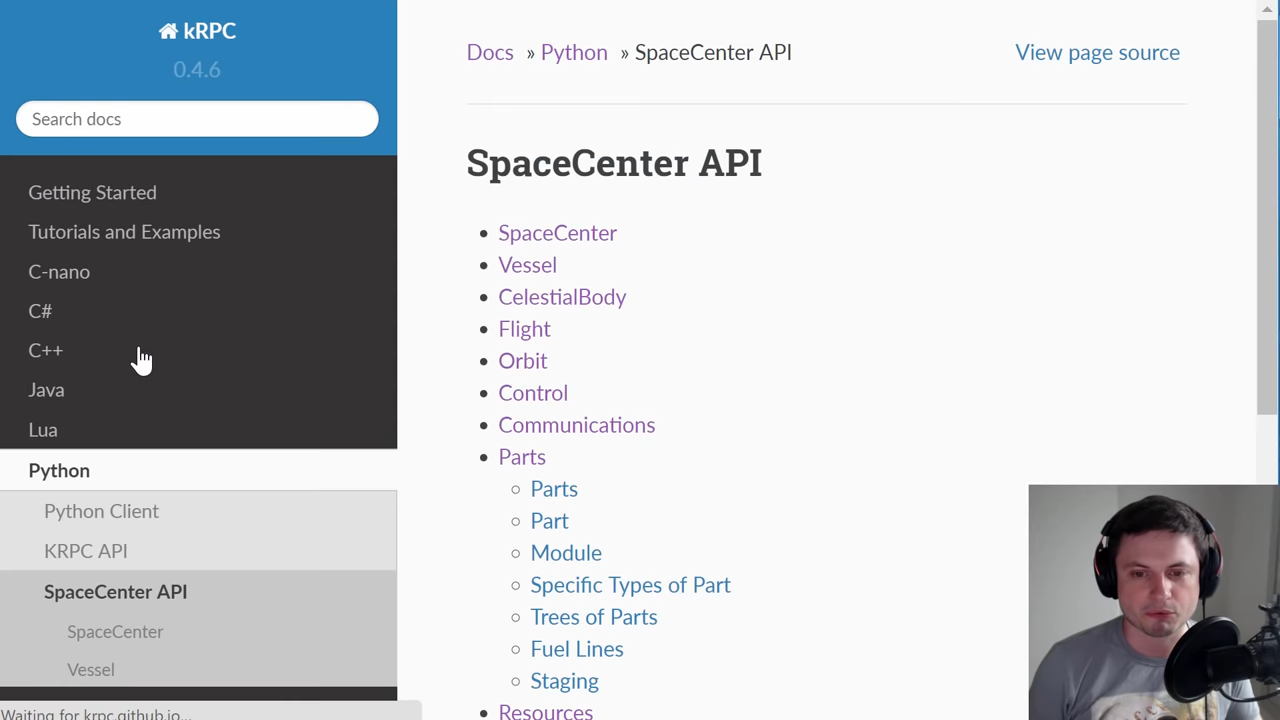 kRPC
0.4.6
Search docs
Getting Started
Tutorials and Examples
C-nano
C#
C++
Java
Lua
Python
Python Client
KRPC API
SpaceCenter API
SpaceCenter
Vessel
Waiting for krpc.github.io...
Docs » Python » SpaceCenter API
View page source
SpaceCenter API
SpaceCenter
Vessel
CelestialBody
Flight
Orbit
Control
Communications
Parts
Parts
Part
Module
Specific Types of Part
Trees of Parts
Fuel Lines
Staging
Resources